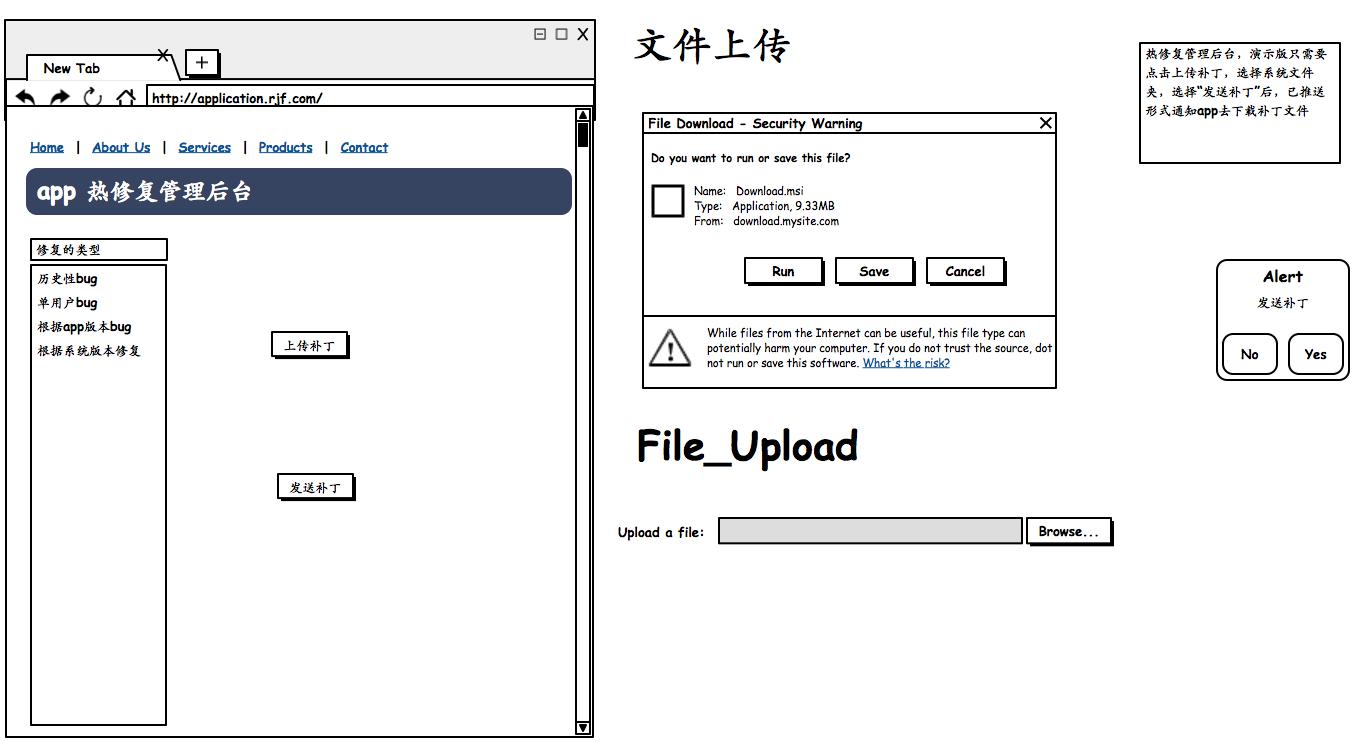 New Tab
http://application.rjf.com/
Home | About Us | Services | Products | Contact
app 热修复管理后台
修复的类型
历史性bug
单用户bug
根据app版本bug
根据系统版本修复
上传补丁
发送补丁
文件上传
File Download - Security Warning
Do you want to run or save this file?
Name: Download.msi
Type: Application, 9.33MB
From: download.mysite.com
Run
Save
Cancel
While files from the Internet can be useful, this file type can
potentially harm your computer. If you do not trust the source, dot
not run or save this software. What's the risk?
File_Upload
Upload a file:
Browse...
热修复管理后台，演示版只需要
点击上传补丁，选择系统文件
夹，选择“发送补丁”后，已推送
形式通知app去下载补丁文件
Alert
发送补丁
No
Yes